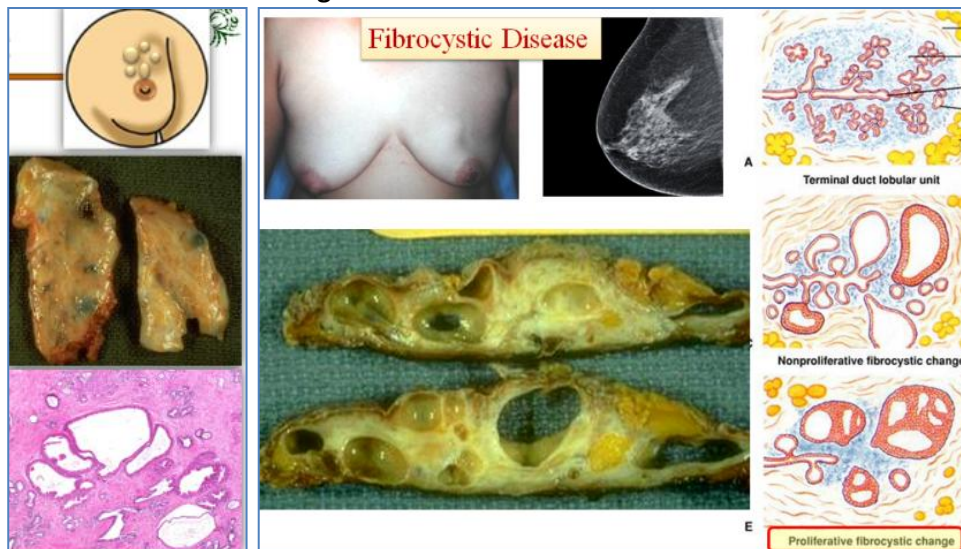 Fibrocystic Disease
A
Terminal duct lobular unit
Nonproliferative fibrocystic change
E
Proliferative fibrocystic change